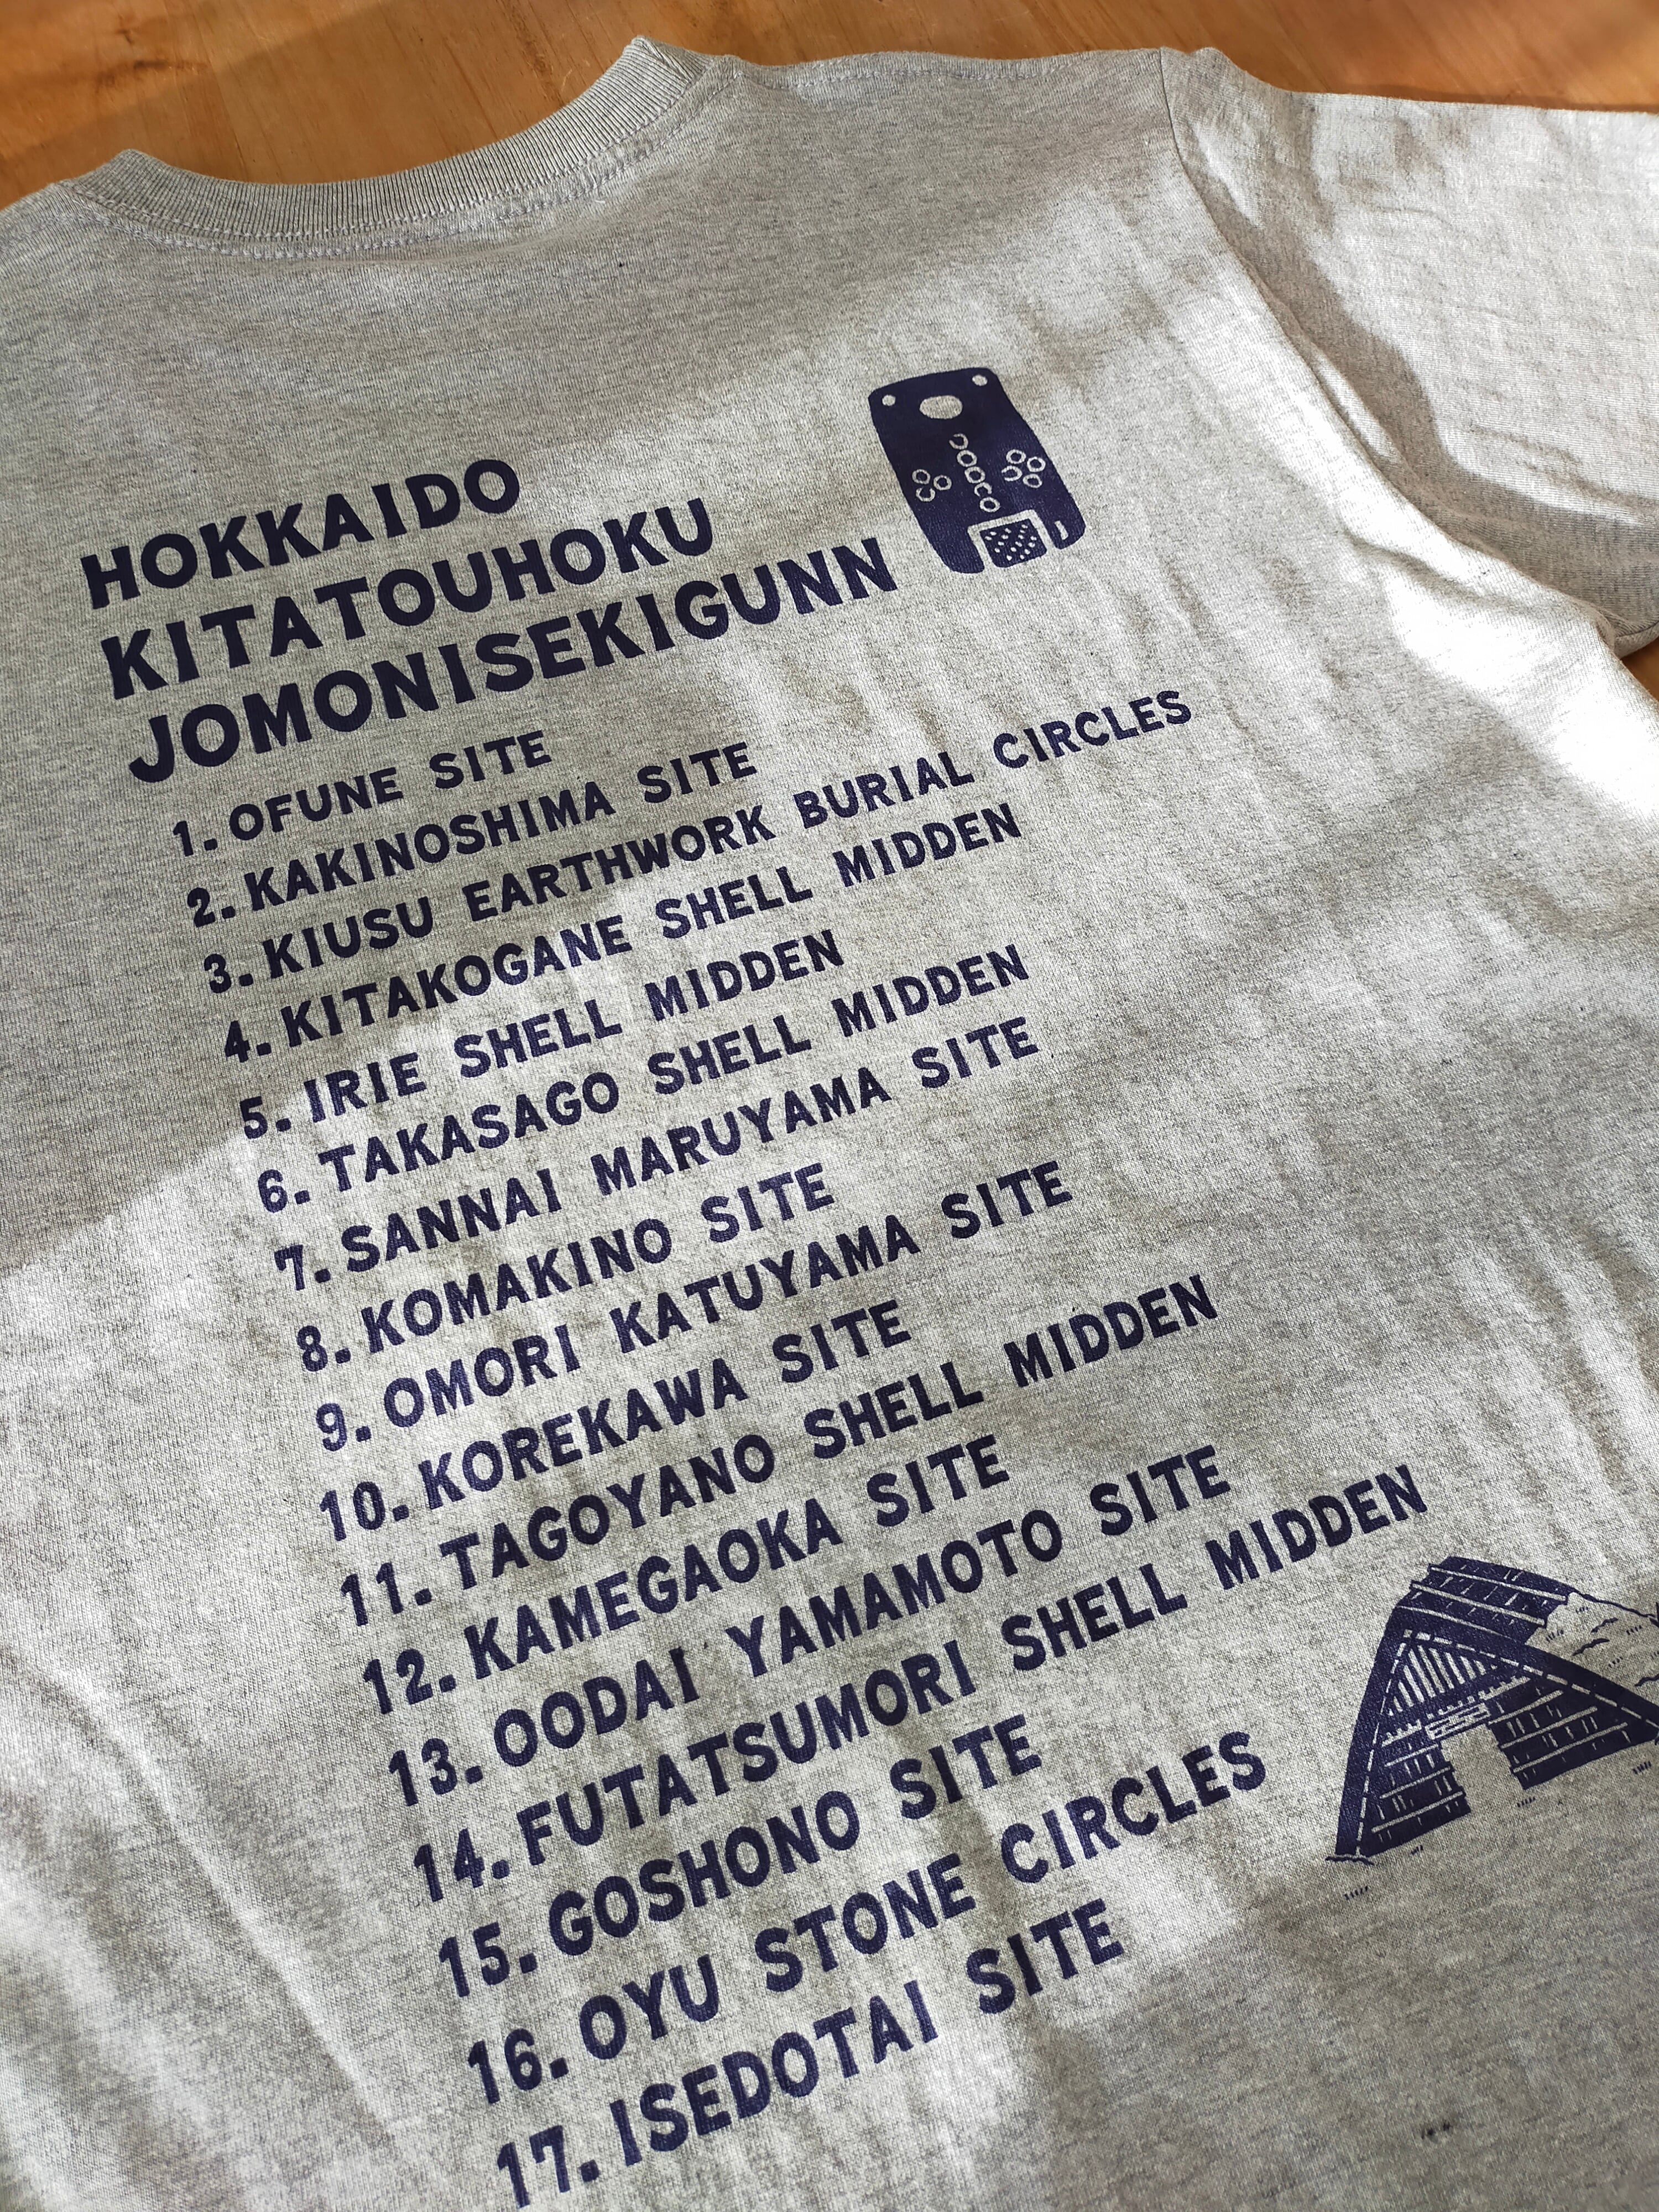 HOKKAIDO
KITATOUHOKU
JOMONISEKIGUNN
1. OFUNE SITE
2. KAKINOSHIMA SITE
3. KIUSU EARTHWORK BURIAL CIRCLES
4. KITAKOGANE SHELL MIDDEN
5. IRIE SHELL MIDDEN
6. TAKASAGO SHELL MIDDEN
7. SANNAI MARUYAMA SITE
8. KOMAKINO SITE
9. OMORI KATUYAMA SITE
10. KOREKAWA SITE
11. TAGOYANO SHELL MIDDEN
12. KAMEGAOKA SITE
13. OODAI YAMAMOTO SITE
14. FUTATSUMORI SHELL MIDDEN
15. GOSHONO SITE
16. OYU STONE CIRCLES
17. ISEDOTAI SITE